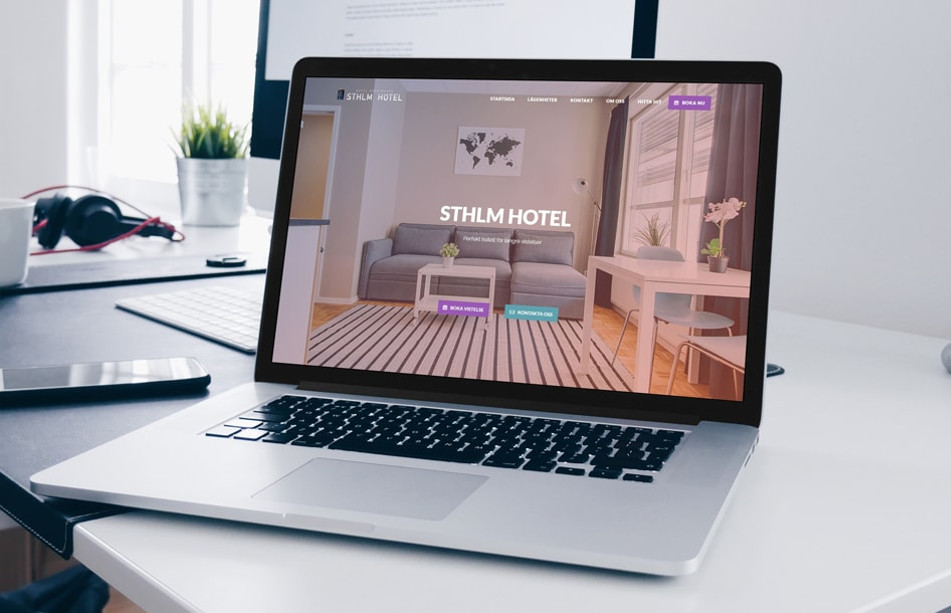 STHLM HOTEL
STARTSIDA LÄGENHETER KONTAKT OM OSS HITTA HIT BOKA NU
STHLM HOTEL
Perfekt hotell för längre vistelser
BOKA VISTELSE KONTAKTA OSS